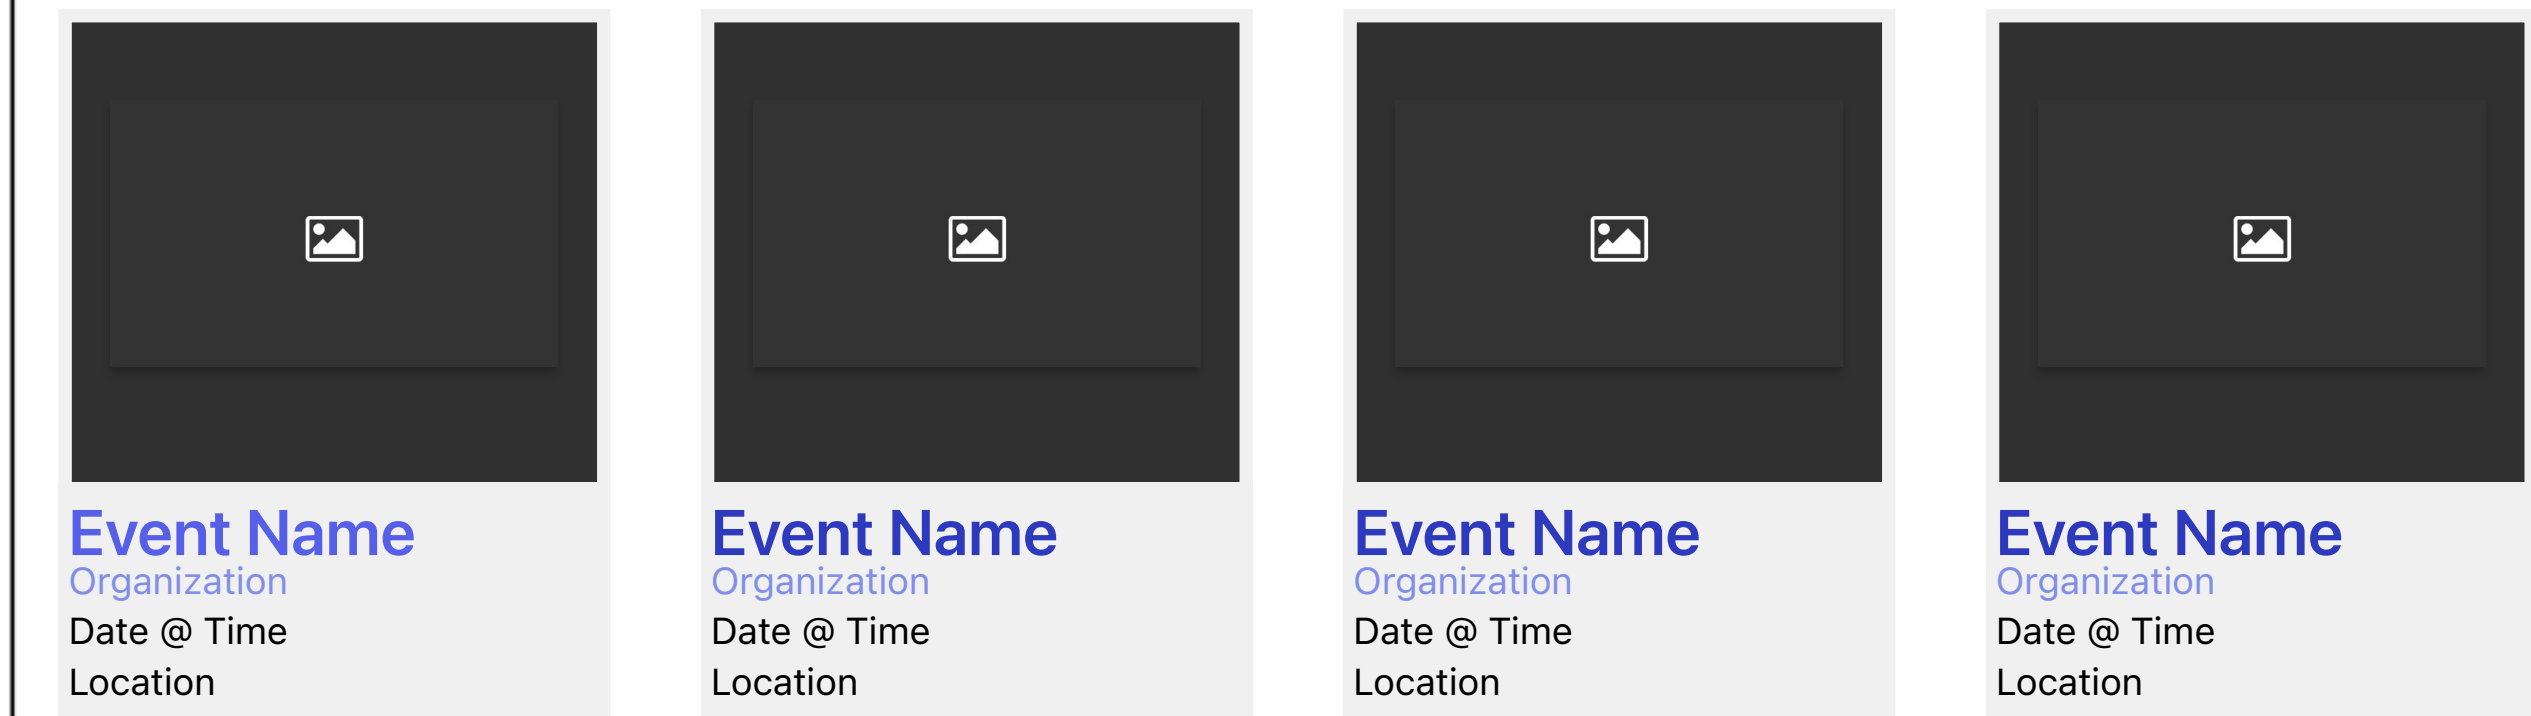 Event Name
Organization
Date @ Time
Location
Event Name
Organization
Date @ Time
Location
Event Name
Organization
Date @ Time
Location
Event Name
Organization
Date @ Time
Location